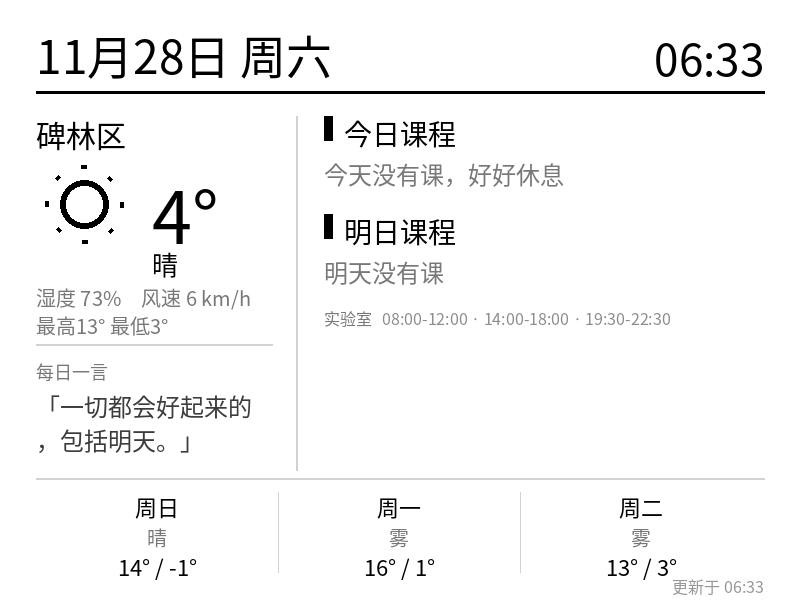 11月28日 周六
06:33
碑林区
4°
晴
湿度 73% 风速 6 km/h
最高13° 最低3°
每日一言
「一切都会好起来的
，包括明天。」
今日课程
今天没有课，好好休息
明日课程
明天没有课
实验室 08:00-12:00 · 14:00-18:00 · 19:30-22:30
周日
晴
14° / -1°
周一
雾
16° / 1°
周二
雾
13° / 3°
更新于 06:33